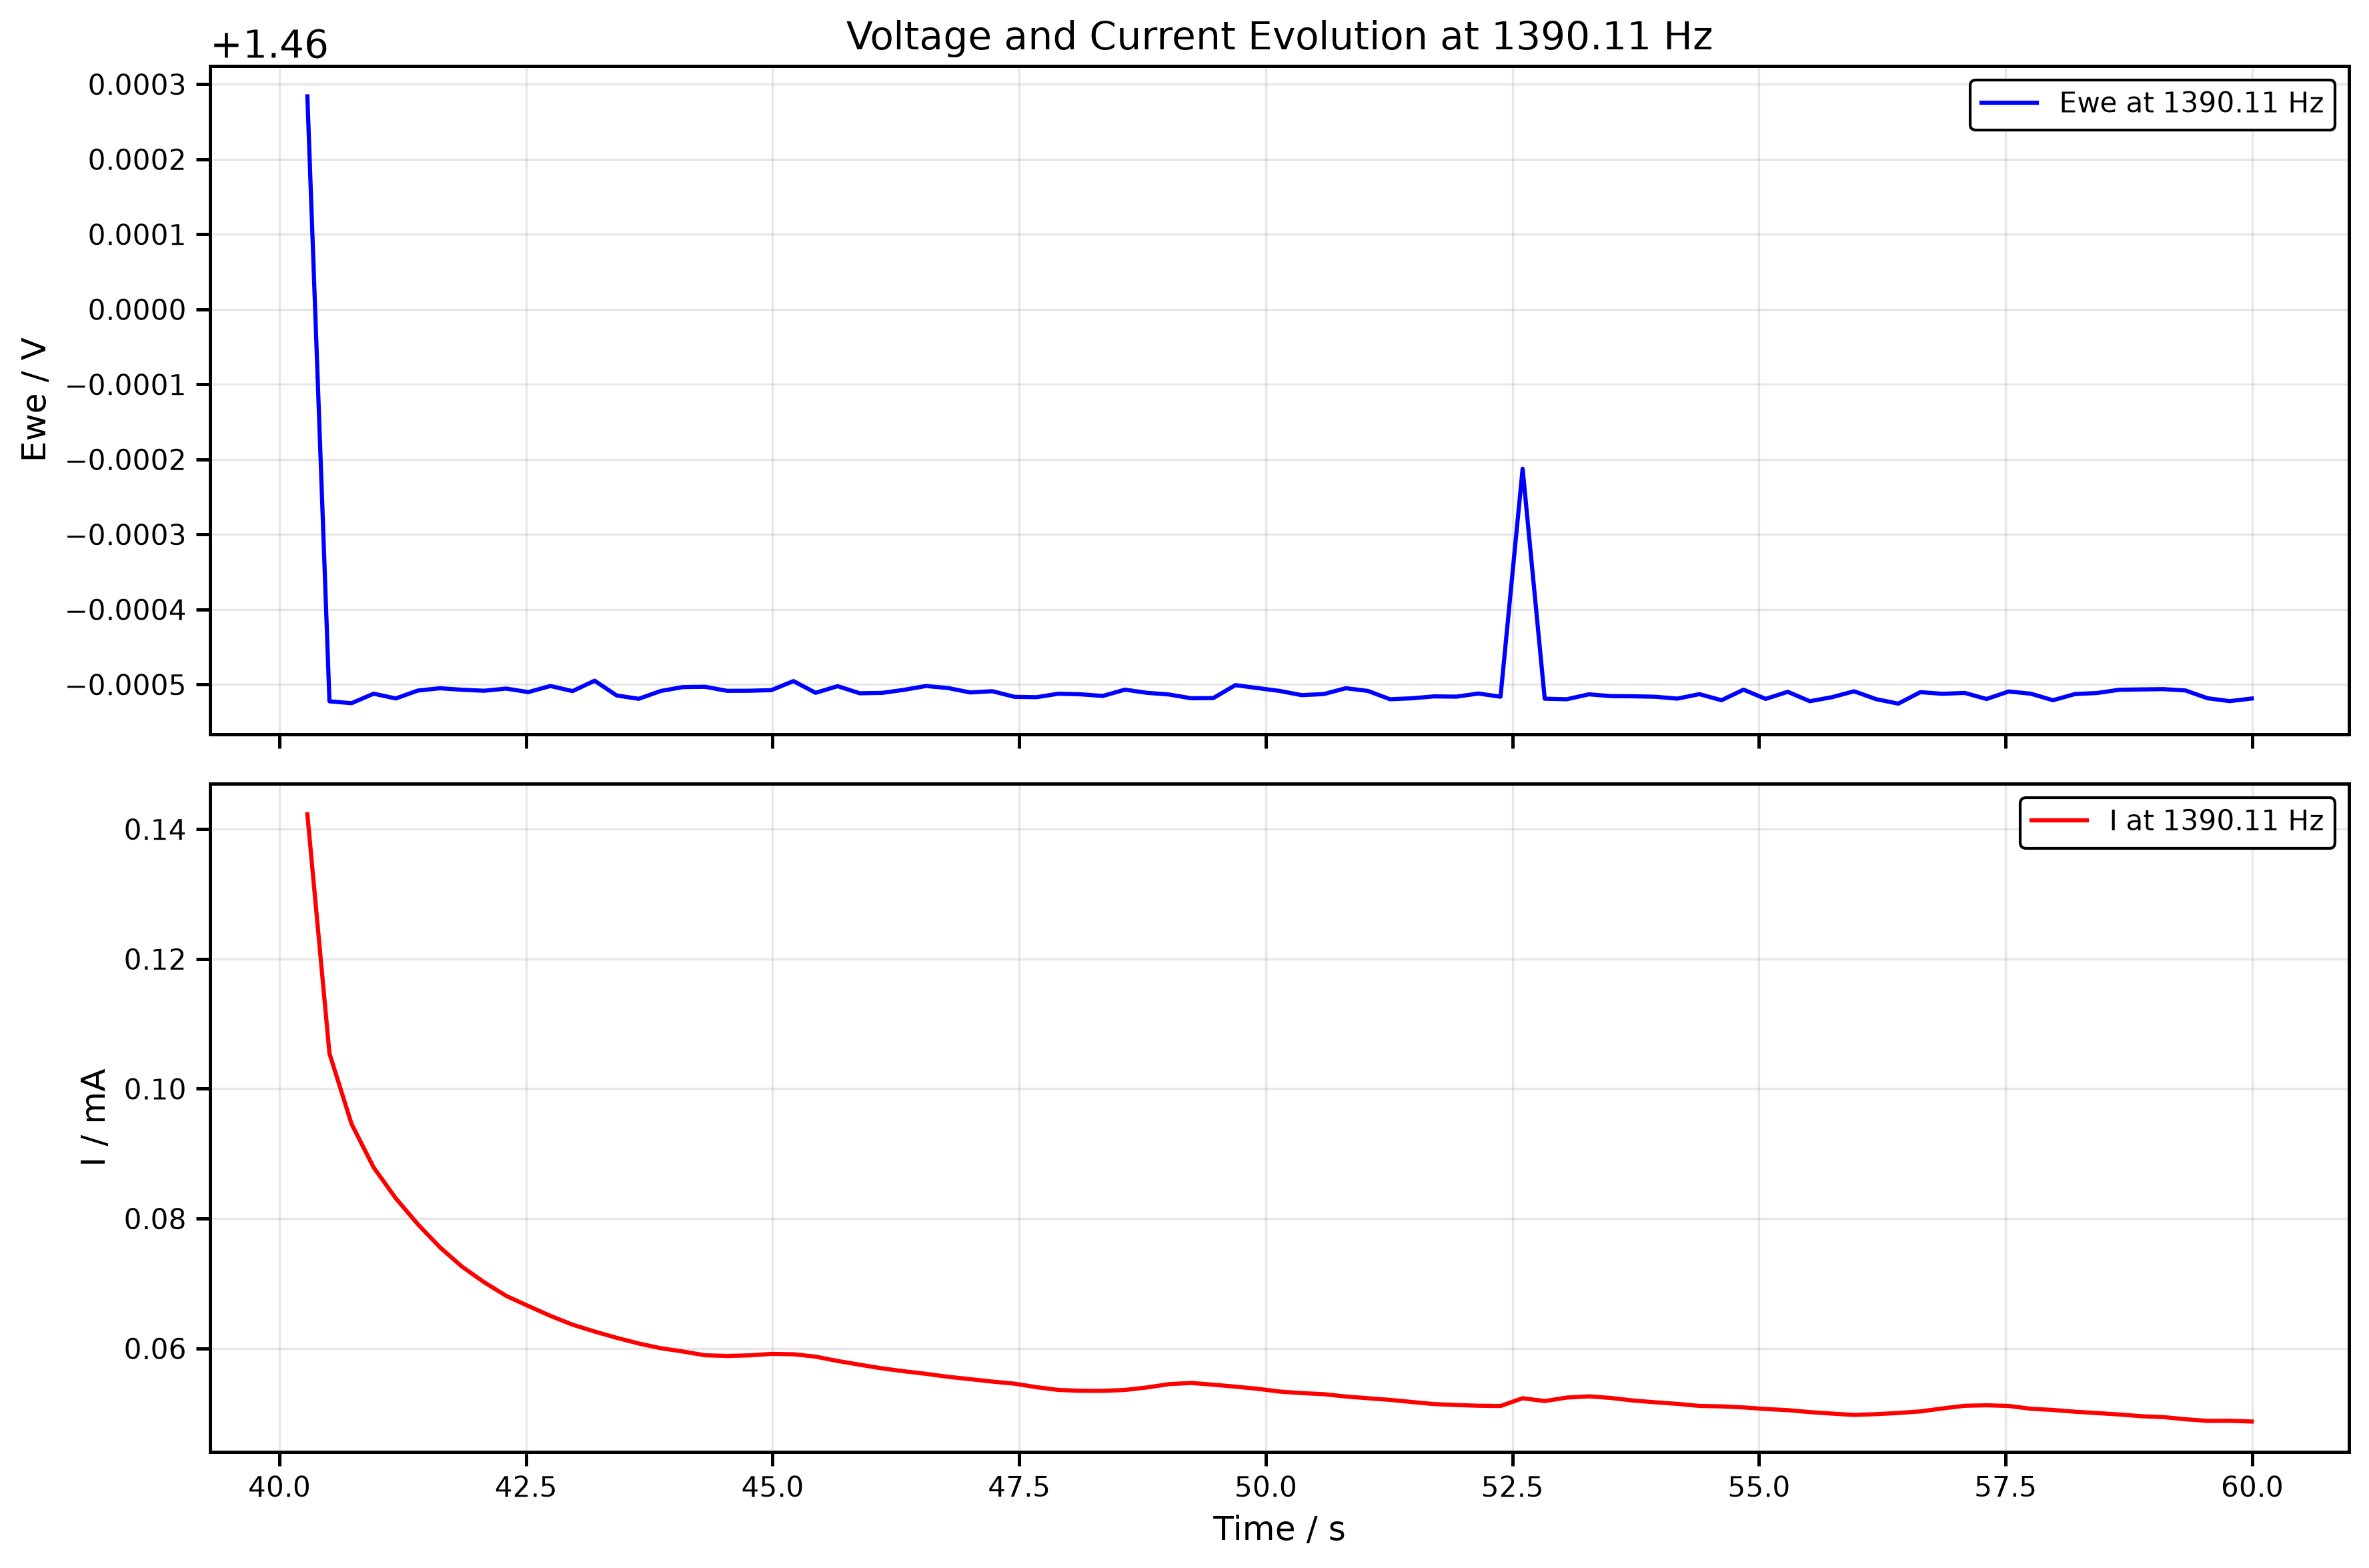 Voltage and Current Evolution at 1390.11 Hz
+1.46
0.0003
0.0002
0.0001
0.0000
−0.0001
−0.0002
−0.0003
−0.0004
−0.0005
Ewe / V
Ewe at 1390.11 Hz
0.14
0.12
0.10
0.08
0.06
I / mA
I at 1390.11 Hz
40.0 42.5 45.0 47.5 50.0 52.5 55.0 57.5 60.0
Time / s